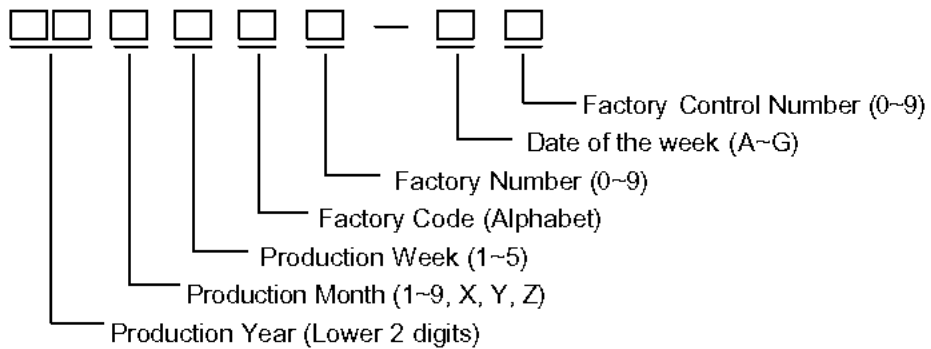 Factory Control Number (0~9)
Date of the week (A~G)
Factory Number (0~9)
Factory Code (Alphabet)
Production Week (1~5)
Production Month (1~9, X, Y, Z)
Production Year (Lower 2 digits)